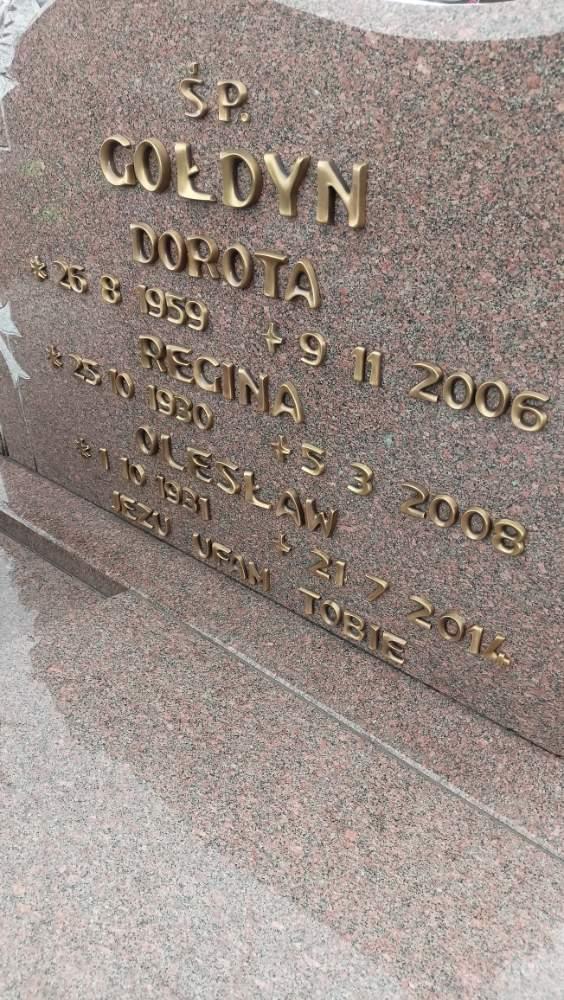 ŚP.
GOŁDYN
DOROTA
* 26 8 1959 + 9 11 2006
REGINA
* 25 10 1930 + 5 3 2008
OLESŁAW
* 1 10 1931 + 21 7 2014
JEZU UFAM TOBIE